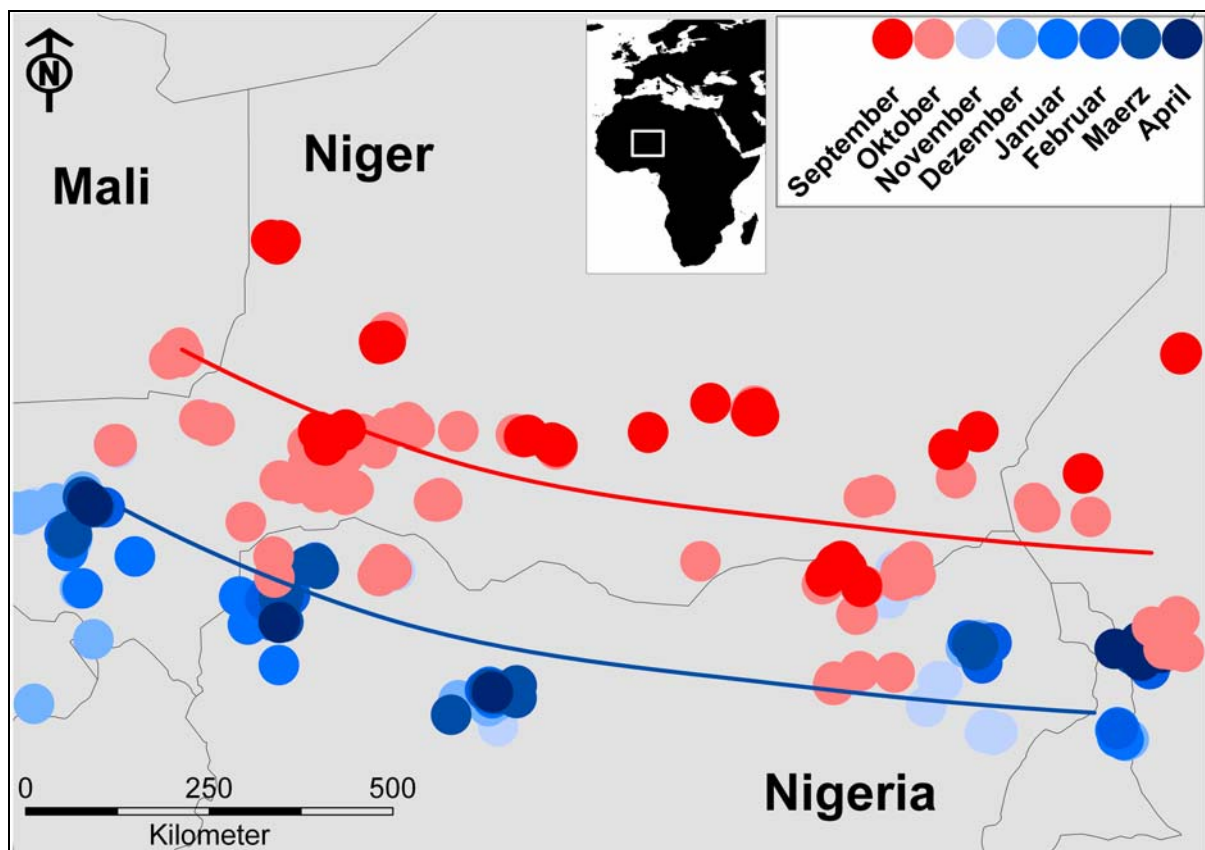 N
September
Oktober
November
Dezember
Januar
Februar
Maerz
April
Niger
Mali
Nigeria
0 250 500
Kilometer